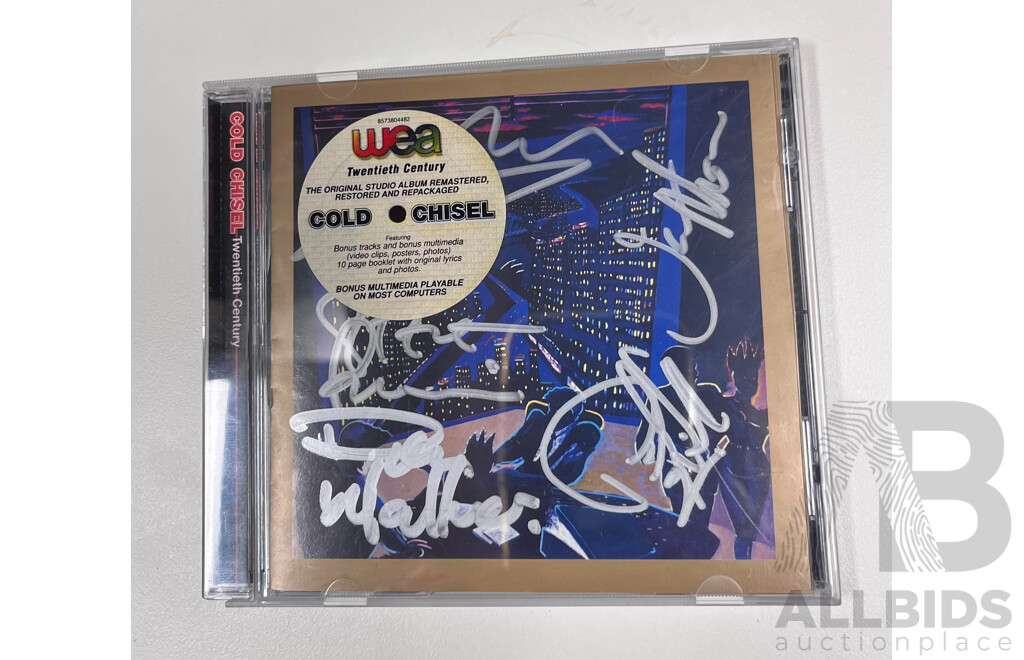 COLD CHISEL Twentieth Century
8573804482
wea
Twentieth Century
THE ORIGINAL STUDIO ALBUM REMASTERED,
RESTORED AND REPACKAGED
COLD CHISEL
Featuring
Bonus tracks and bonus multimedia
(video clips, posters, photos)
10 page booklet with original lyrics
and photos.
BONUS MULTIMEDIA PLAYABLE
ON MOST COMPUTERS
Walker
AB
ALLBIDS
auctionplace